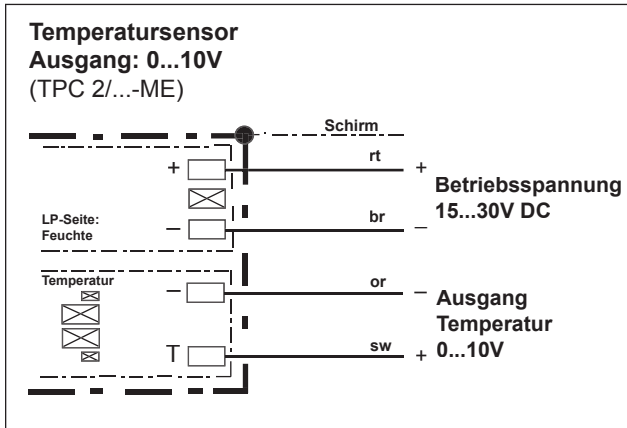 Temperatursensor
Ausgang: 0...10V
(TPC 2/...-ME)
Schirm
+ rt +
Betriebsspannung
15...30V DC
LP-Seite:
Feuchte
– br –
Temperatur
– or –
Ausgang
Temperatur
0...10V
T sw +